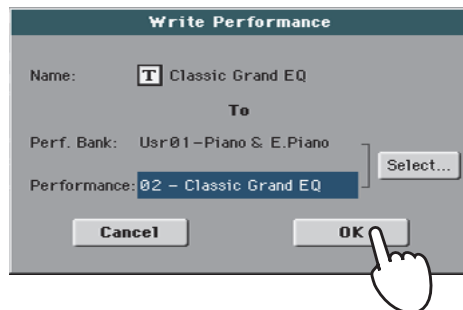 Write Performance
Name: T Classic Grand EQ
To
Perf. Bank: Usr01-Piano & E.Piano
Select...
Performance: 02 - Classic Grand EQ
Cancel OK